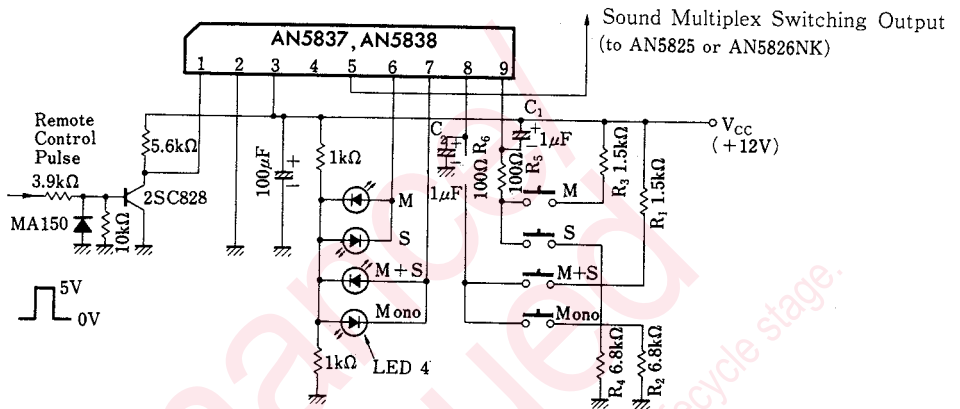 Sound Multiplex Switching Output
(to AN5825 or AN5826NK)
AN5837, AN5838
1 2 3 4 5 6 7 8 9
Remote
Control
Pulse
3.9kΩ
MA150
10kΩ
5.6kΩ
2SC828
100μF
+
−
1kΩ
M
S
M+S
Mono
LED 4
1kΩ
C₂
+
−
1μF
100Ω R₆
C₁
+
−
1μF
100Ω
R₅
M
S
M+S
Mono
R₃ 1.5kΩ
R₁ 1.5kΩ
R₄ 6.8kΩ
R₂ 6.8kΩ
VCC
(+12V)
5V
0V
ecycle stage.